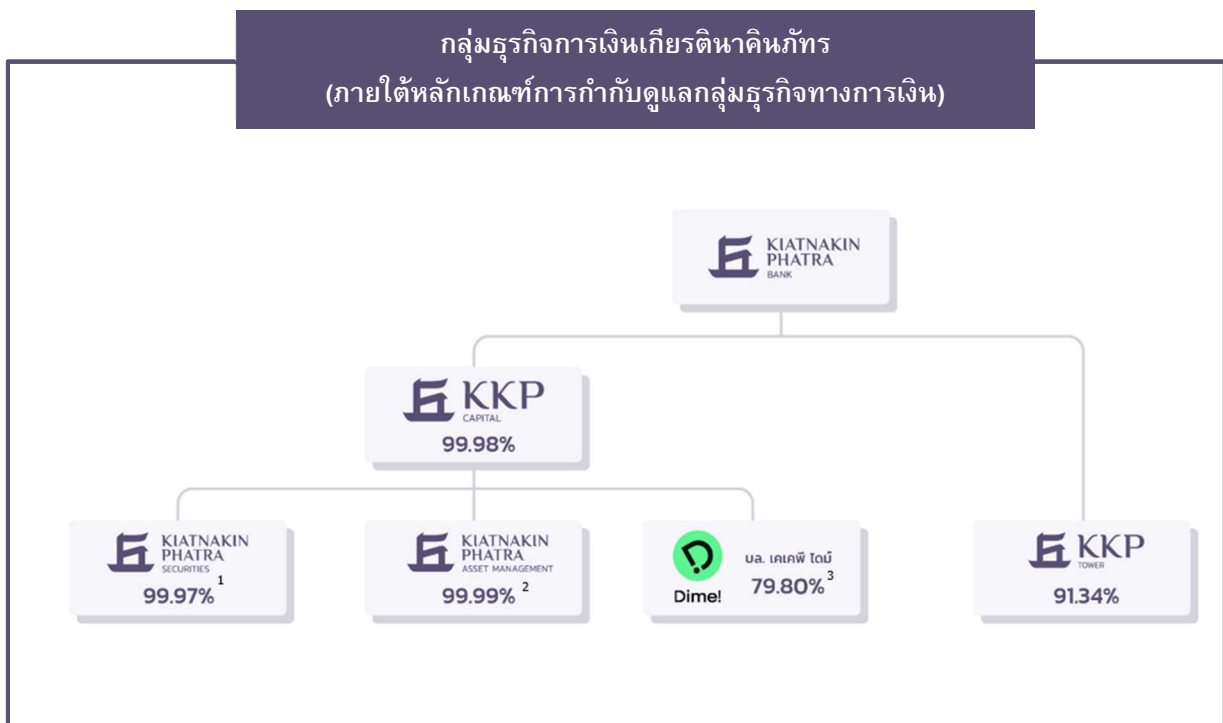 กลุ่มธุรกิจการเงินเกียรตินาคินภัทร
(ภายใต้หลักเกณฑ์การกำกับดูแลกลุ่มธุรกิจทางการเงิน)
KIATNAKIN
PHATRA
BANK
KKP
CAPITAL
99.98%
KIATNAKIN
PHATRA
SECURITIES
99.97% 1
KIATNAKIN
PHATRA
ASSET MANAGEMENT
99.99% 2
Dime!
บล. เคเคพี ไดม์
79.80% 3
KKP
TOWER
91.34%